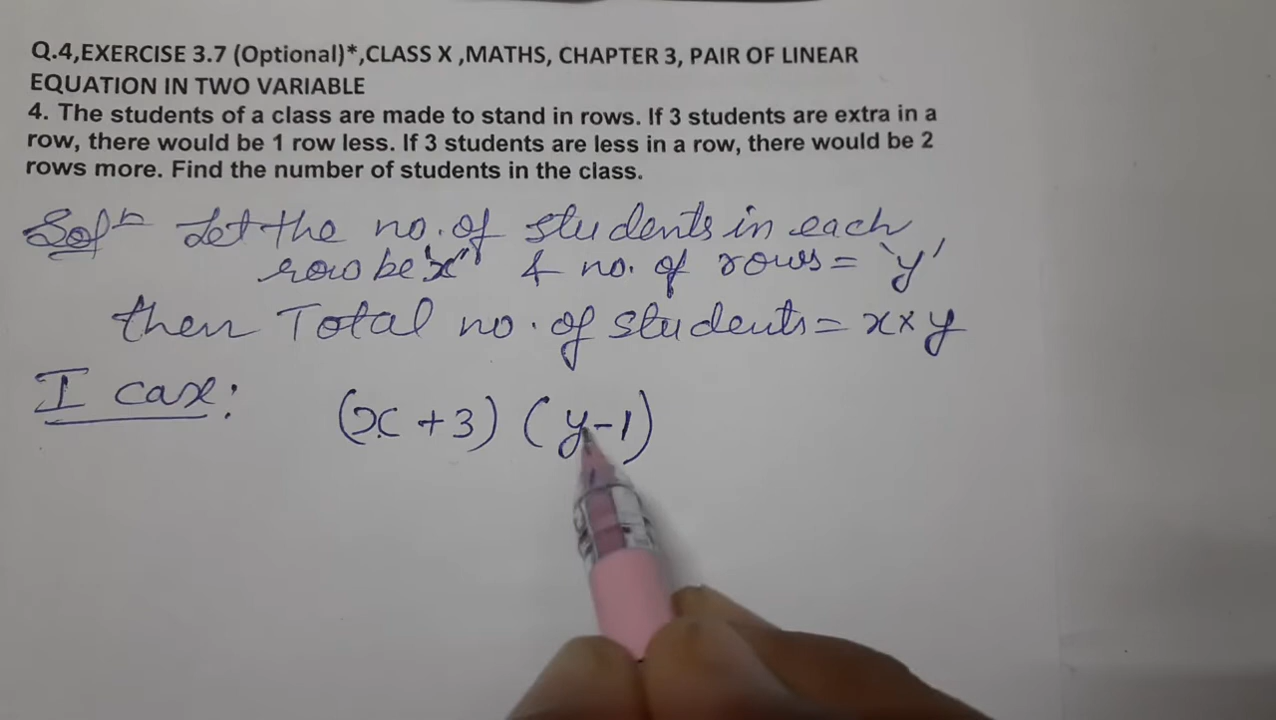 Q.4,EXERCISE 3.7 (Optional)*,CLASS X ,MATHS, CHAPTER 3, PAIR OF LINEAR
EQUATION IN TWO VARIABLE
4. The students of a class are made to stand in rows. If 3 students are extra in a
row, there would be 1 row less. If 3 students are less in a row, there would be 2
rows more. Find the number of students in the class.
Solⁿ Let the no. of students in each
row be 'x' & no. of rows = 'y'
then Total no. of students = x × y
I case:
(x + 3) (y - 1)